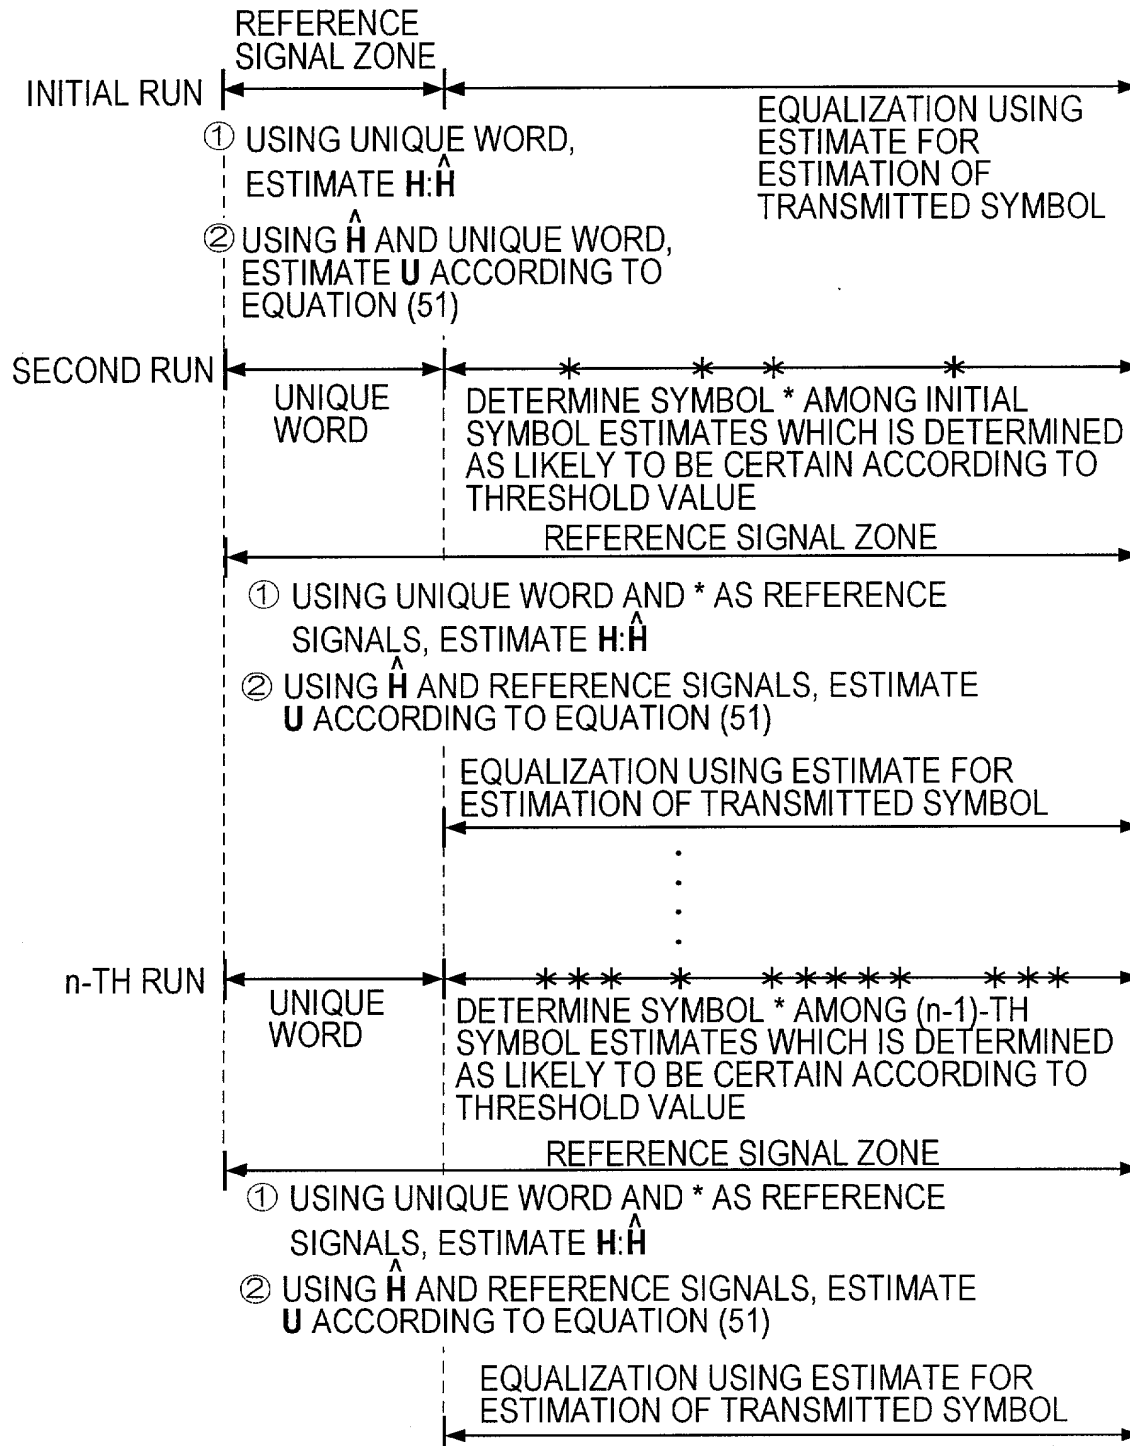 REFERENCE
SIGNAL ZONE
INITIAL RUN
EQUALIZATION USING
ESTIMATE FOR
ESTIMATION OF
TRANSMITTED SYMBOL
① USING UNIQUE WORD,
ESTIMATE H:Ĥ
② USING Ĥ AND UNIQUE WORD,
ESTIMATE U ACCORDING TO
EQUATION (51)
SECOND RUN * * * *
UNIQUE
WORD
DETERMINE SYMBOL * AMONG INITIAL
SYMBOL ESTIMATES WHICH IS DETERMINED
AS LIKELY TO BE CERTAIN ACCORDING TO
THRESHOLD VALUE
REFERENCE SIGNAL ZONE
① USING UNIQUE WORD AND * AS REFERENCE
SIGNALS, ESTIMATE H:Ĥ
② USING Ĥ AND REFERENCE SIGNALS, ESTIMATE
U ACCORDING TO EQUATION (51)
EQUALIZATION USING ESTIMATE FOR
ESTIMATION OF TRANSMITTED SYMBOL
n-TH RUN * * * * * * * * * * * *
UNIQUE
WORD
DETERMINE SYMBOL * AMONG (n-1)-TH
SYMBOL ESTIMATES WHICH IS DETERMINED
AS LIKELY TO BE CERTAIN ACCORDING TO
THRESHOLD VALUE
REFERENCE SIGNAL ZONE
① USING UNIQUE WORD AND * AS REFERENCE
SIGNALS, ESTIMATE H:Ĥ
② USING Ĥ AND REFERENCE SIGNALS, ESTIMATE
U ACCORDING TO EQUATION (51)
EQUALIZATION USING ESTIMATE FOR
ESTIMATION OF TRANSMITTED SYMBOL